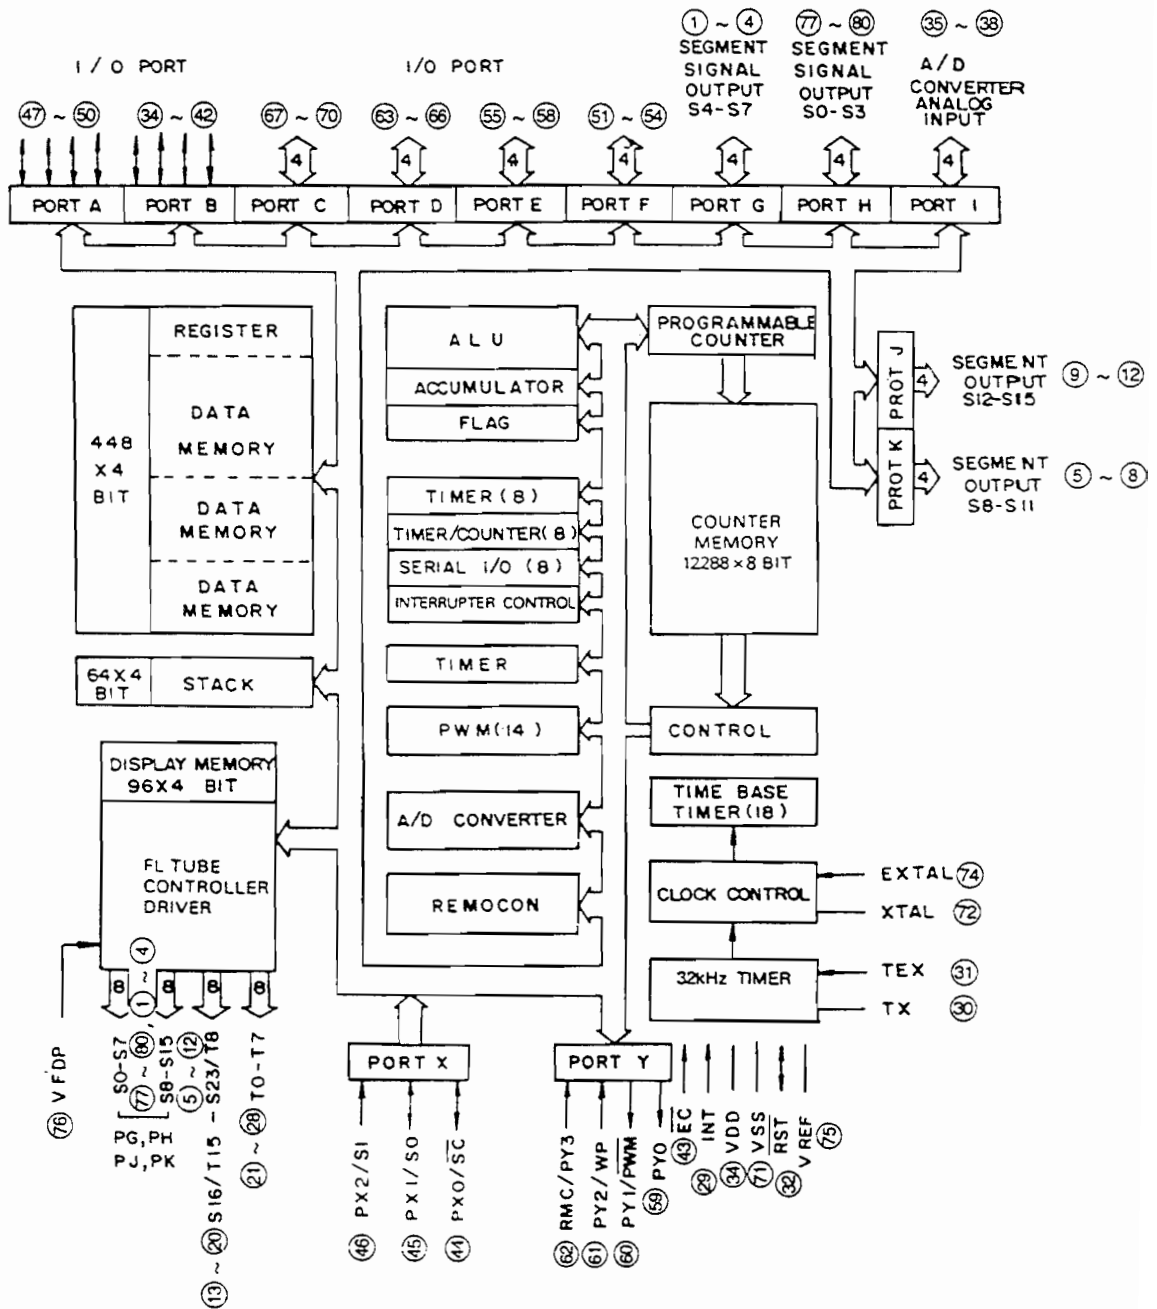 1 ~ 4
77 ~ 80
35 ~ 38
SEGMENT SIGNAL OUTPUT S4-S7
SEGMENT SIGNAL OUTPUT S0-S3
A/D CONVERTER ANALOG INPUT
I/O PORT
I/O PORT
47 ~ 50
34 ~ 42
67 ~ 70
63 ~ 66
55 ~ 58
51 ~ 54
4 4 4 4 4 4 4
PORT A
PORT B
PORT C
PORT D
PORT E
PORT F
PORT G
PORT H
PORT I
448 X4 BIT
REGISTER
DATA MEMORY
DATA MEMORY
DATA MEMORY
64X4 BIT
STACK
DISPLAY MEMORY
96X4 BIT
FL TUBE
CONTROLLER
DRIVER
ALU
ACCUMULATOR
FLAG
TIMER(8)
TIMER/COUNTER(8)
SERIAL I/O (8)
INTERRUPTER CONTROL
TIMER
PWM(14)
A/D CONVERTER
REMOCON
PROGRAMMABLE
COUNTER
COUNTER
MEMORY
12288×8 BIT
CONTROL
TIME BASE
TIMER(18)
CLOCK CONTROL
32kHz TIMER
PROT J
4
SEGMENT
OUTPUT
S12-S15
9 ~ 12
PROT K
4
SEGMENT
OUTPUT
S8-S11
5 ~ 8
EXTAL 74
XTAL 72
TEX 31
TX 30
8 8 8 8
76 VFDP
S0-S7
77 ~ 80, 1 ~ 4
S8-S15
5 ~ 12
PG,PH
PJ,PK
13 ~ 20 S16/T15 - S23/T8
21 ~ 28 T0-T7
PORT X
46 PX2/SI
45 PX1/SO
44 PX0/SC
PORT Y
62 RMC/PY3
61 PY2/WP
60 PY1/PWM
59 PY0
43 EC
29 INT
34 VDD
71 VSS
32 RST
VREF 75